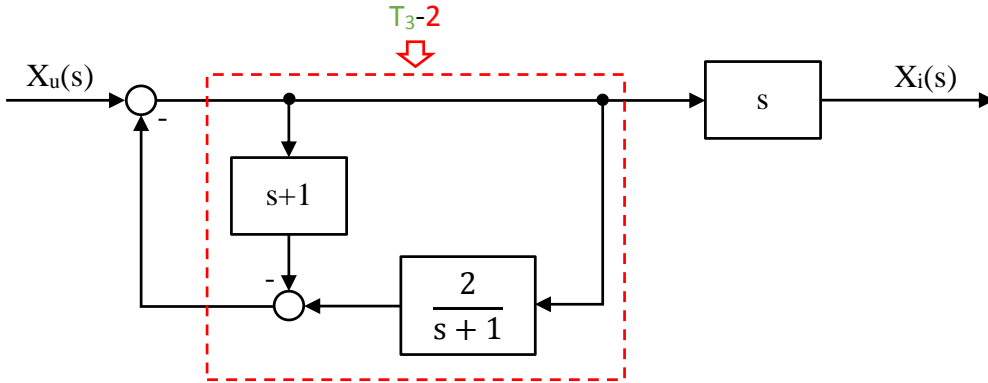 T₃-2
Xᵤ(s)
-
s
Xᵢ(s)
s+1
-
2
s + 1